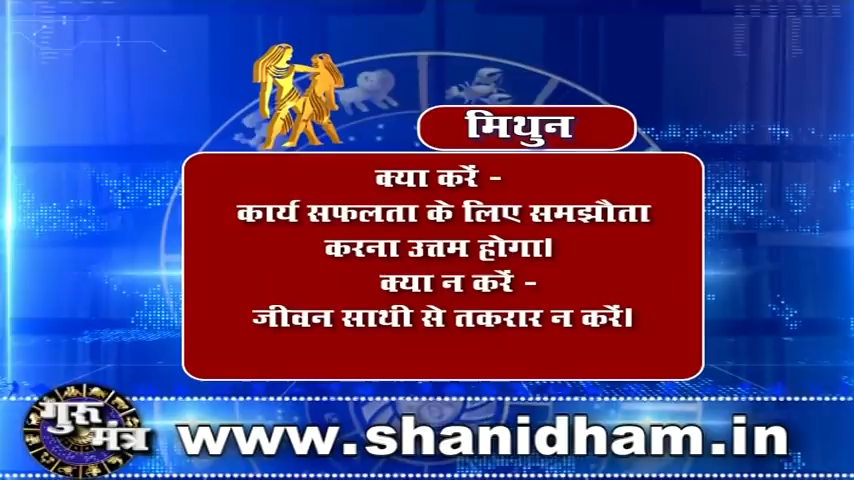 मिथुन
क्या करें -
कार्य सफलता के लिए समझौता
करना उत्तम होगा।
क्या न करें -
जीवन साथी से तकरार न करें।
गुरु
मंत्र
www.shanidham.in